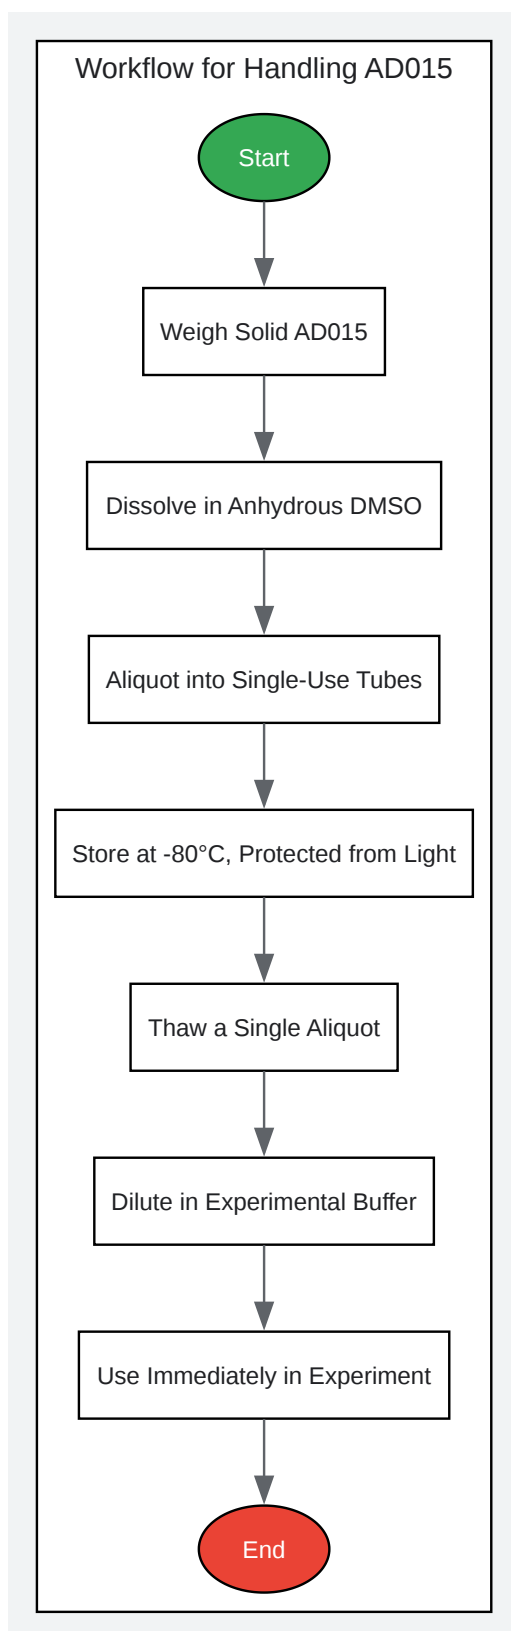 Workflow for Handling AD015
Start
Weigh Solid AD015
Dissolve in Anhydrous DMSO
Aliquot into Single-Use Tubes
Store at -80°C, Protected from Light
Thaw a Single Aliquot
Dilute in Experimental Buffer
Use Immediately in Experiment
End